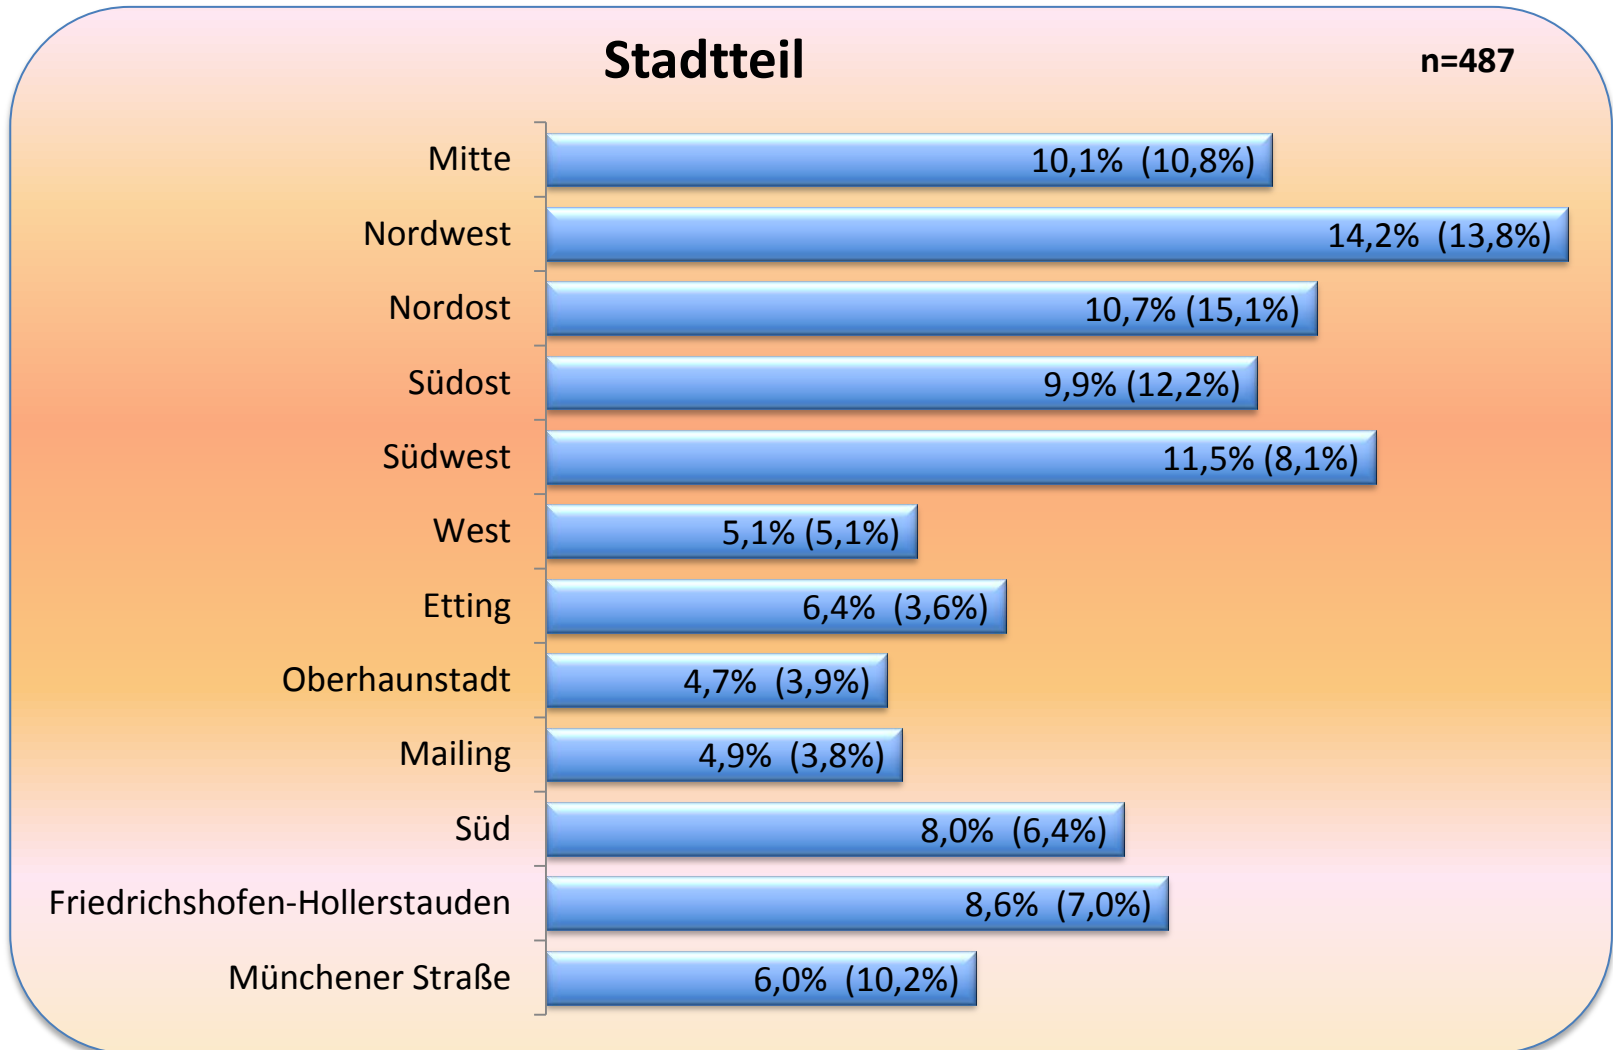 Stadtteil
n=487
Mitte 10,1% (10,8%)
Nordwest 14,2% (13,8%)
Nordost 10,7% (15,1%)
Südost 9,9% (12,2%)
Südwest 11,5% (8,1%)
West 5,1% (5,1%)
Etting 6,4% (3,6%)
Oberhaunstadt 4,7% (3,9%)
Mailing 4,9% (3,8%)
Süd 8,0% (6,4%)
Friedrichshofen-Hollerstauden 8,6% (7,0%)
Münchener Straße 6,0% (10,2%)